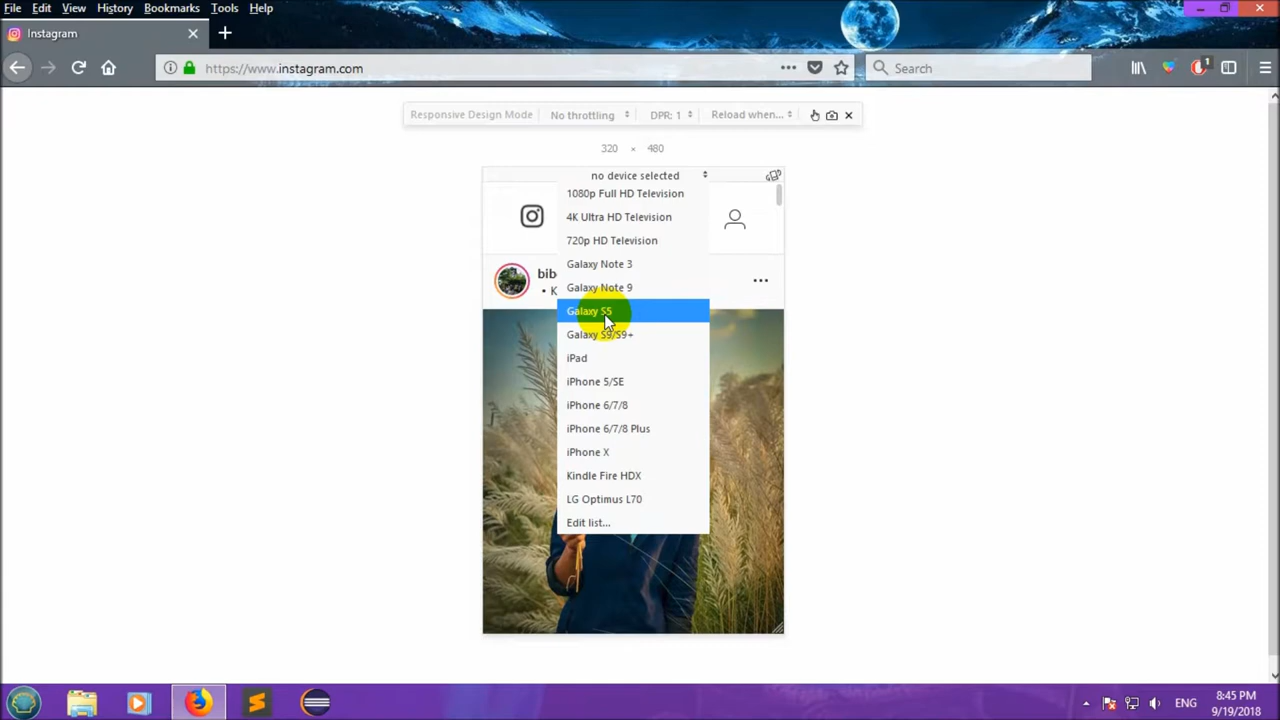 File Edit View History Bookmarks Tools Help
Instagram
https://www.instagram.com
Search
1
Responsive Design Mode No throttling DPR: 1 Reload when...
320 × 480
no device selected
1080p Full HD Television
4K Ultra HD Television
720p HD Television
Galaxy Note 3
bib
Galaxy Note 9
• K
Galaxy S5
Galaxy S9/S9+
iPad
iPhone 5/SE
iPhone 6/7/8
iPhone 6/7/8 Plus
iPhone X
Kindle Fire HDX
LG Optimus L70
Edit list...
ENG
8:45 PM
9/19/2018